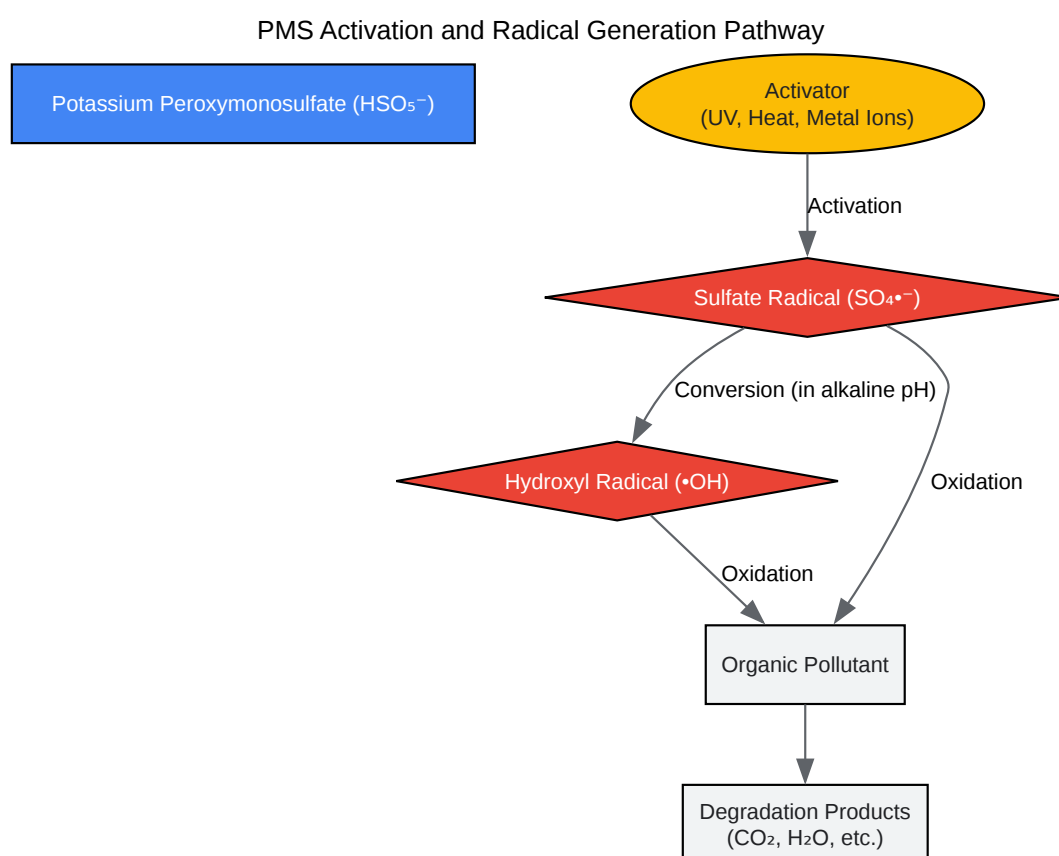 PMS Activation and Radical Generation Pathway
Potassium Peroxymonosulfate (HSO₅⁻)
Activator
(UV, Heat, Metal Ions)
Activation
Sulfate Radical (SO₄•⁻)
Conversion (in alkaline pH)
Hydroxyl Radical (•OH)
Oxidation
Oxidation
Organic Pollutant
Degradation Products
(CO₂, H₂O, etc.)